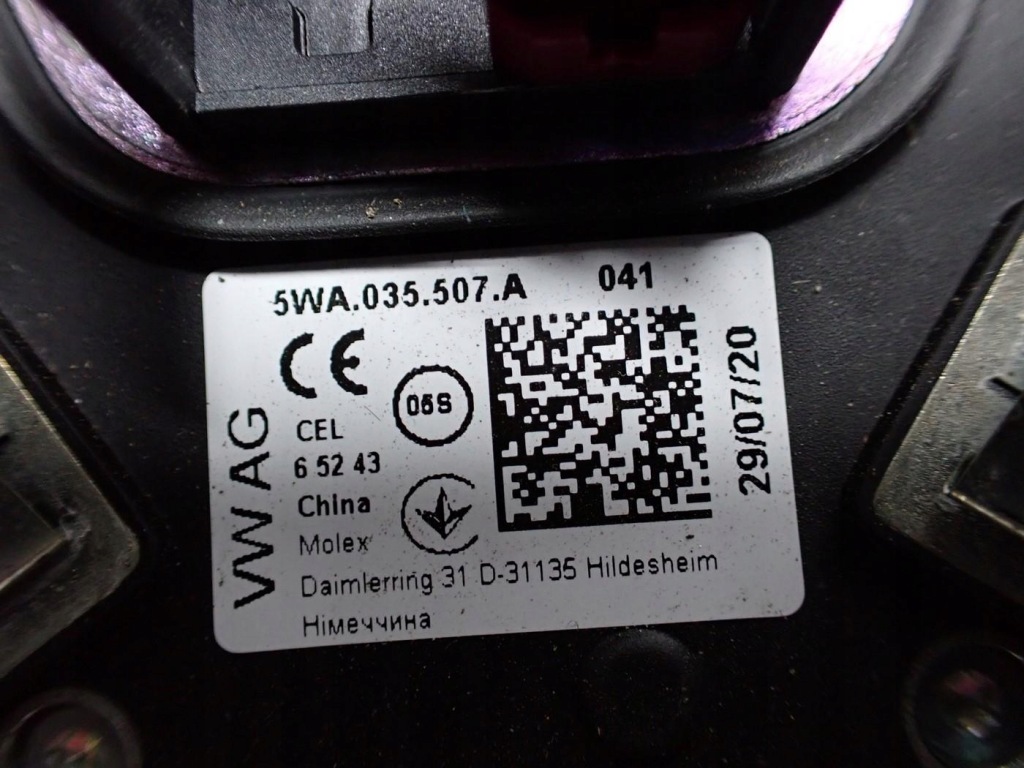 5WA.035.507.A 041
CE
05S
CEL
6 52 43
China
Molex
Daimlerring 31 D-31135 Hildesheim
Німеччина
VW AG
29/07/20